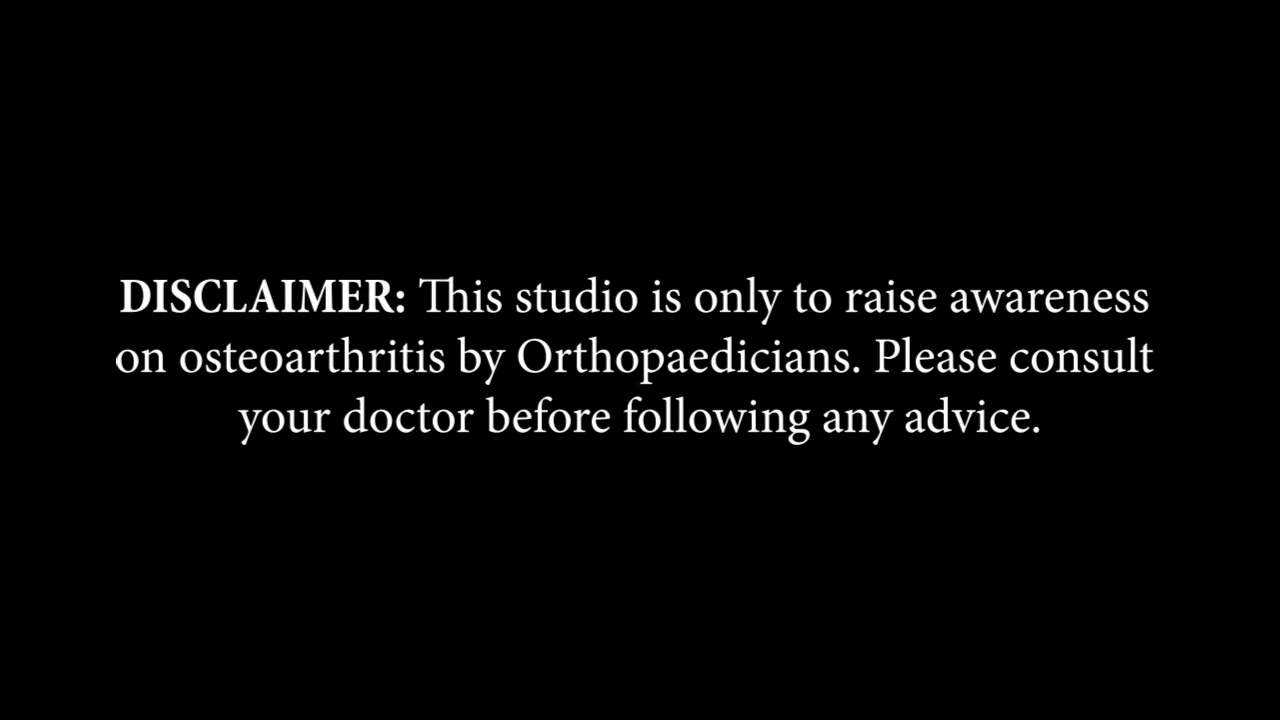 DISCLAIMER: This studio is only to raise awareness
on osteoarthritis by Orthopaedicians. Please consult
your doctor before following any advice.